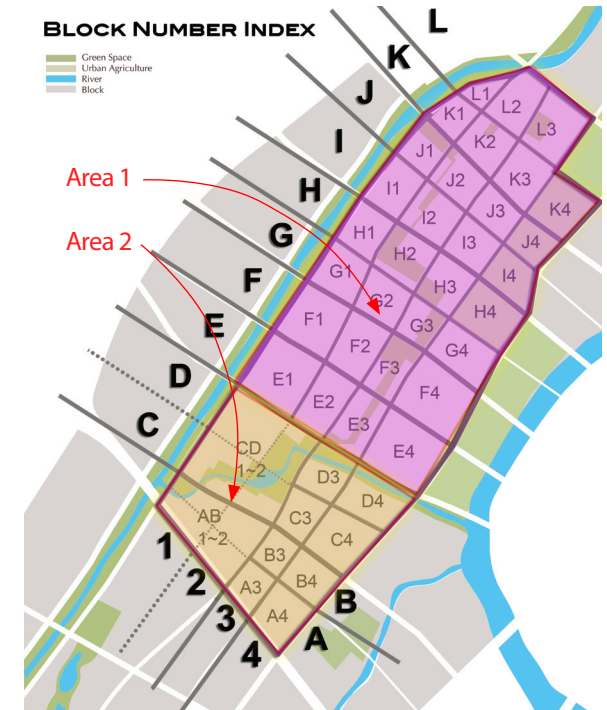 BLOCK NUMBER INDEX
Green Space
Urban Agriculture
River
Block
L
K
J
I
H
G
F
E
D
C
B
A
1
2
3
4
Area 1
Area 2
L1
L2
L3
K1
K2
K3
K4
J1
J2
J3
J4
I1
I2
I3
I4
H1
H2
H3
H4
G1
G2
G3
G4
F1
F2
F3
F4
E1
E2
E3
E4
CD
1~2
D3
D4
AB
1~2
C3
C4
B3
B4
A3
A4